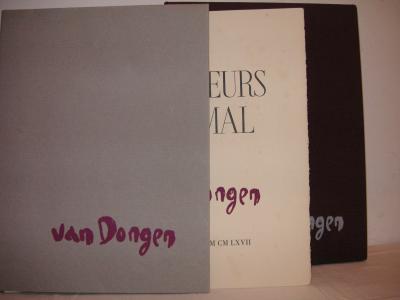 van Dongen
EURS
MAL
ongen
M CM LXVII
ongen